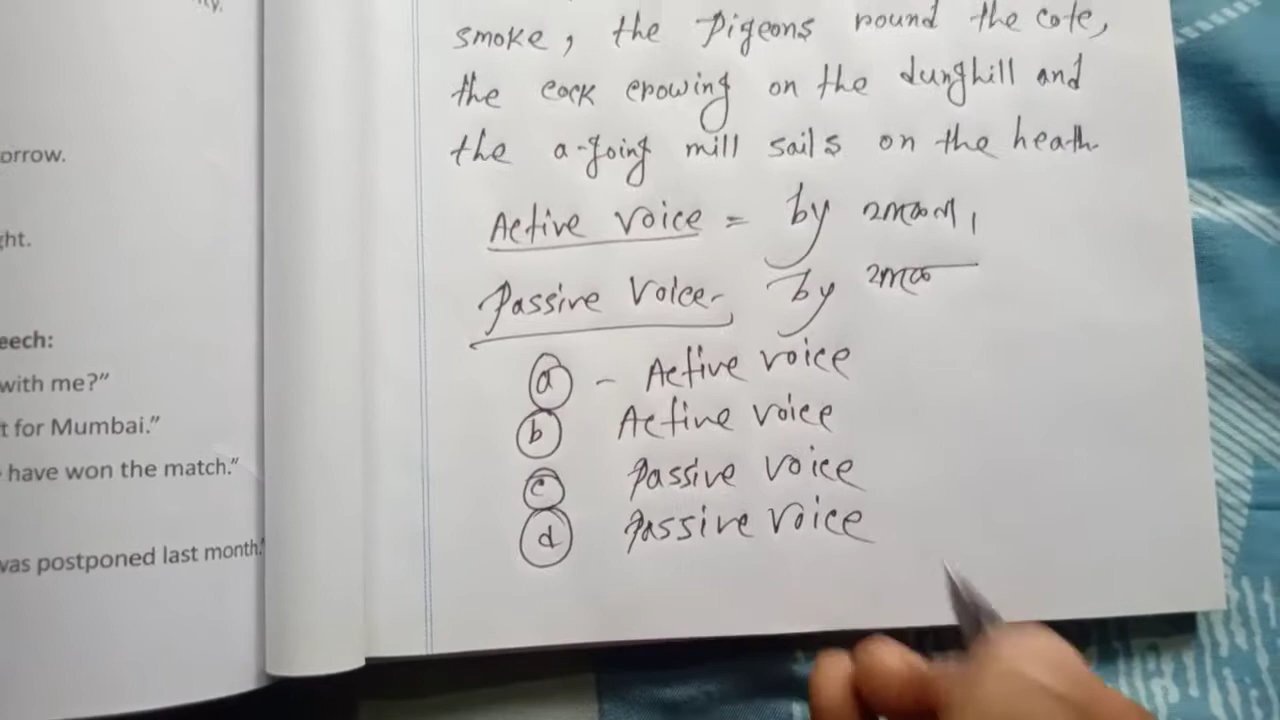 orrow.
ght.
eech:
with me?”
t for Mumbai.”
have won the match.”
was postponed last month.”
smoke, the pigeons round the cote,
the cock crowing on the dunghill and
the a-going mill sails on the heath
Active voice = by
Passive Voice- by
a - Active voice
b Active voice
c Passive voice
d Passive voice